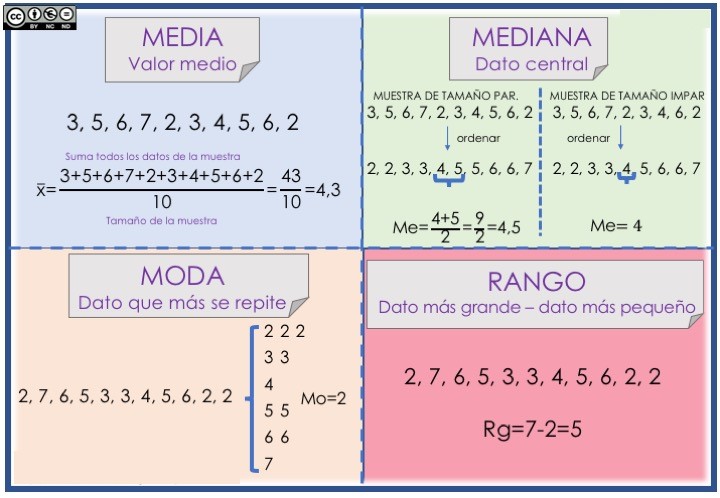 cc BY NC ND
MEDIA
Valor medio
3, 5, 6, 7, 2, 3, 4, 5, 6, 2
Suma todos los datos de la muestra
x̄=3+5+6+7+2+3+4+5+6+2/10=43/10=4,3
Tamaño de la muestra
MEDIANA
Dato central
MUESTRA DE TAMAÑO PAR.
3, 5, 6, 7, 2, 3, 4, 5, 6, 2
ordenar
2, 2, 3, 3, 4, 5, 5, 6, 6, 7
Me=4+5/2=9/2=4,5
MUESTRA DE TAMAÑO IMPAR
3, 5, 6, 7, 2, 3, 4, 6, 2
ordenar
2, 2, 3, 3, 4, 5, 6, 6, 7
Me= 4
MODA
Dato que más se repite
2, 7, 6, 5, 3, 3, 4, 5, 6, 2, 2
2 2 2
3 3
4
5 5
6 6
7
Mo=2
RANGO
Dato más grande – dato más pequeño
2, 7, 6, 5, 3, 3, 4, 5, 6, 2, 2
Rg=7-2=5